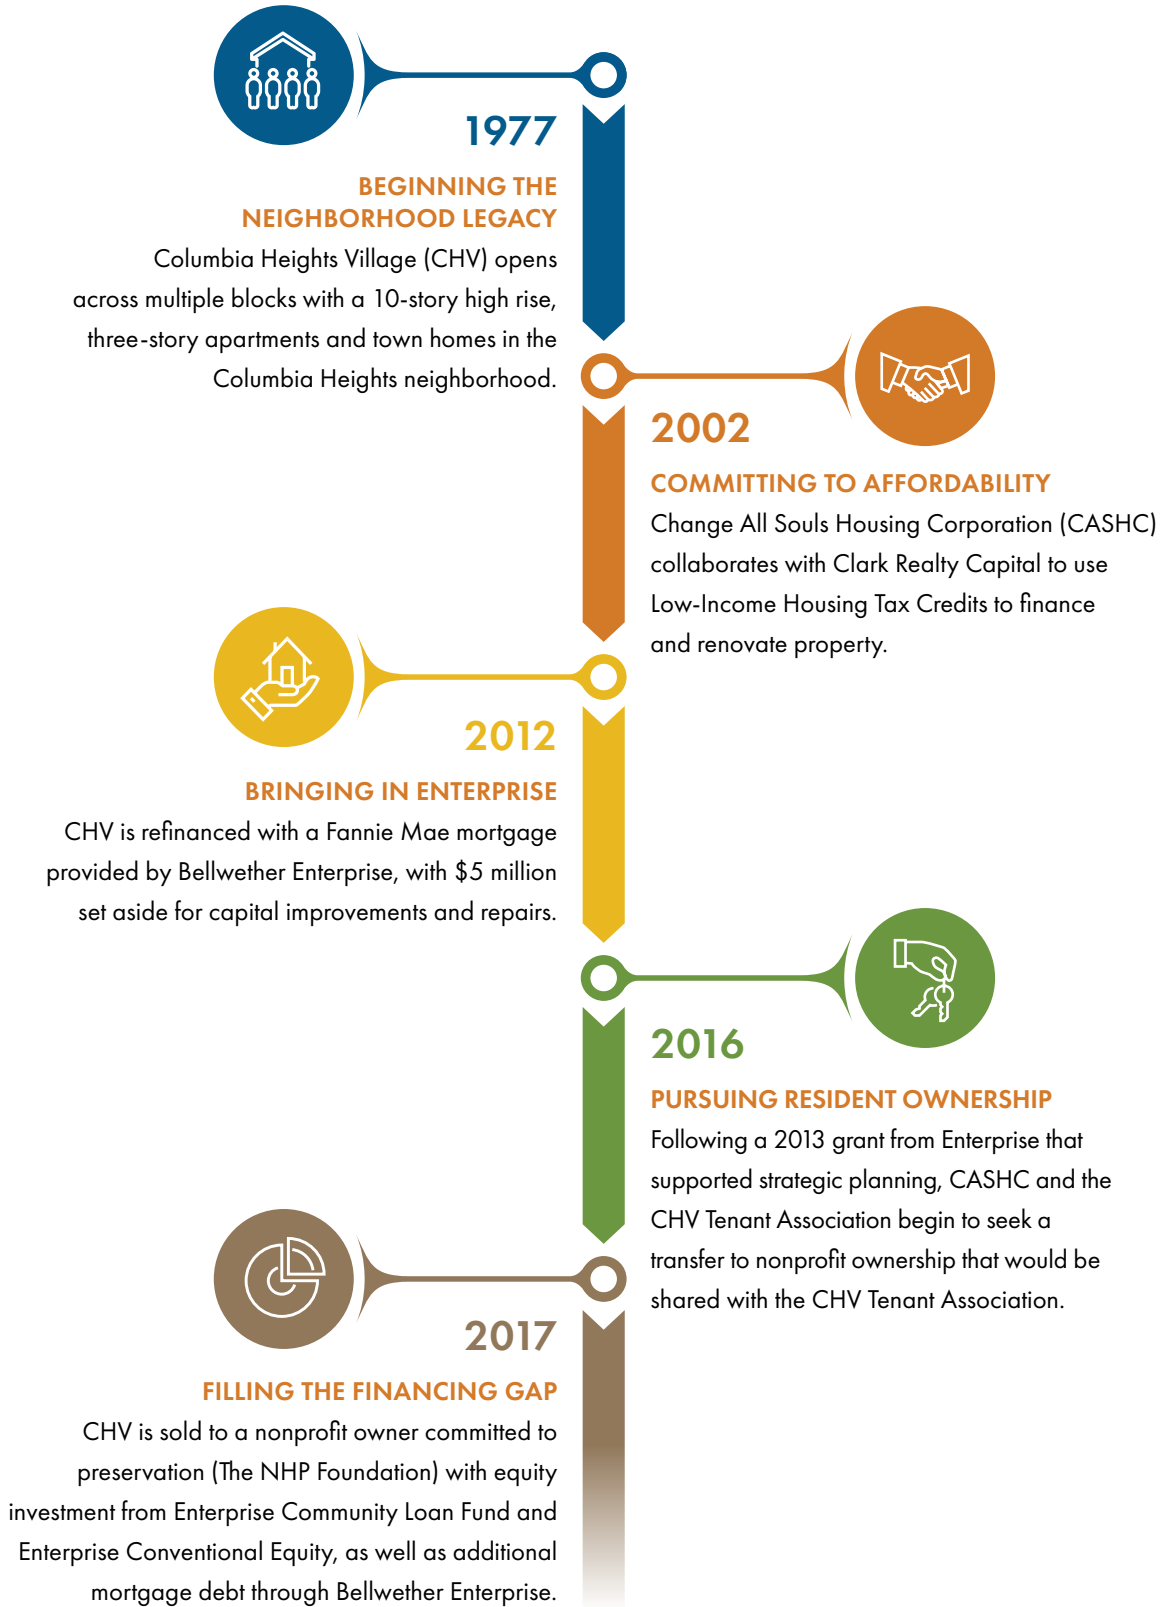 1977
BEGINNING THE
NEIGHBORHOOD LEGACY
Columbia Heights Village (CHV) opens
across multiple blocks with a 10-story high rise,
three-story apartments and town homes in the
Columbia Heights neighborhood.
2002
COMMITTING TO AFFORDABILITY
Change All Souls Housing Corporation (CASHC)
collaborates with Clark Realty Capital to use
Low-Income Housing Tax Credits to finance
and renovate property.
2012
BRINGING IN ENTERPRISE
CHV is refinanced with a Fannie Mae mortgage
provided by Bellwether Enterprise, with $5 million
set aside for capital improvements and repairs.
2016
PURSUING RESIDENT OWNERSHIP
Following a 2013 grant from Enterprise that
supported strategic planning, CASHC and the
CHV Tenant Association begin to seek a
transfer to nonprofit ownership that would be
shared with the CHV Tenant Association.
2017
FILLING THE FINANCING GAP
CHV is sold to a nonprofit owner committed to
preservation (The NHP Foundation) with equity
investment from Enterprise Community Loan Fund and
Enterprise Conventional Equity, as well as additional
mortgage debt through Bellwether Enterprise.